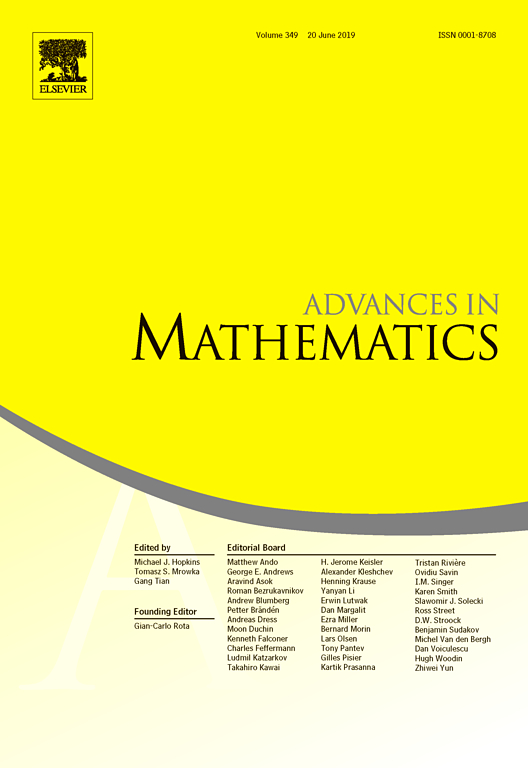 Volume 349 20 June 2019 ISSN 0001-8708
ELSEVIER
ADVANCES IN
MATHEMATICS
Edited by
Michael J. Hopkins
Tomasz S. Mrowka
Gang Tian
Founding Editor
Gian-Carlo Rota
Editorial Board
Matthew Ando
George E. Andrews
Aravind Asok
Roman Bezrukavnikov
Andrew Blumberg
Petter Brändén
Andreas Dress
Moon Duchin
Kenneth Falconer
Charles Feffermann
Ludmil Katzarkov
Takahiro Kawai
H. Jerome Keisler
Alexander Kleshchev
Henning Krause
Yanyan Li
Erwin Lutwak
Dan Margalit
Ezra Miller
Bernard Morin
Lars Olsen
Tony Pantev
Gilles Pisier
Kartik Prasanna
Tristan Rivière
Ovidiu Savin
I.M. Singer
Karen Smith
Slawomir J. Solecki
Ross Street
D.W. Stroock
Benjamin Sudakov
Michel Van den Bergh
Dan Voiculescu
Hugh Woodin
Zhiwei Yun